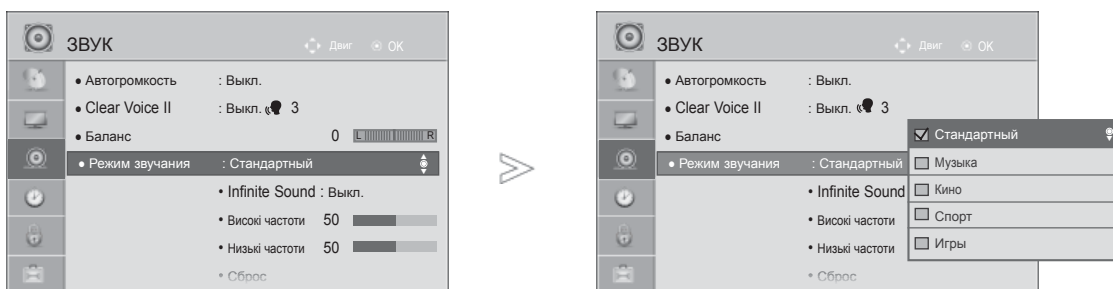 ЗВУК Двиг OK
• Автогромкость : Выкл.
• Clear Voice II : Выкл. 3
• Баланс 0 L R
• Режим звучания : Стандартный
• Infinite Sound : Выкл.
• Високі частоти 50
• Низькі частоти 50
• Сброс
ЗВУК Двиг OK
• Автогромкость : Выкл.
• Clear Voice II : Выкл. 3
• Баланс
• Режим звучания : Стандартный
• Infinite Sound
• Високі частоти
• Низькі частоти
• Сброс
Стандартный
Музыка
Кино
Спорт
Игры